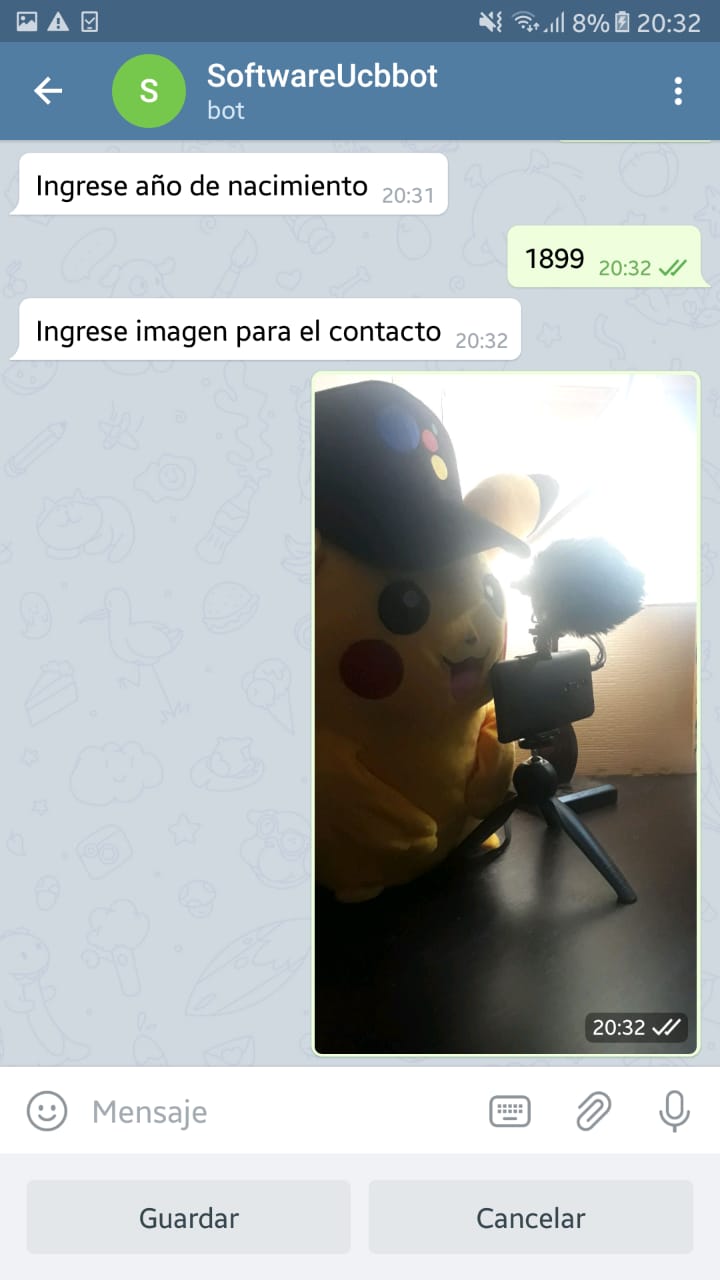 8% 20:32
S
SoftwareUcbbot
bot
Ingrese año de nacimiento 20:31
1899 20:32
Ingrese imagen para el contacto 20:32
20:32
Mensaje
Guardar Cancelar